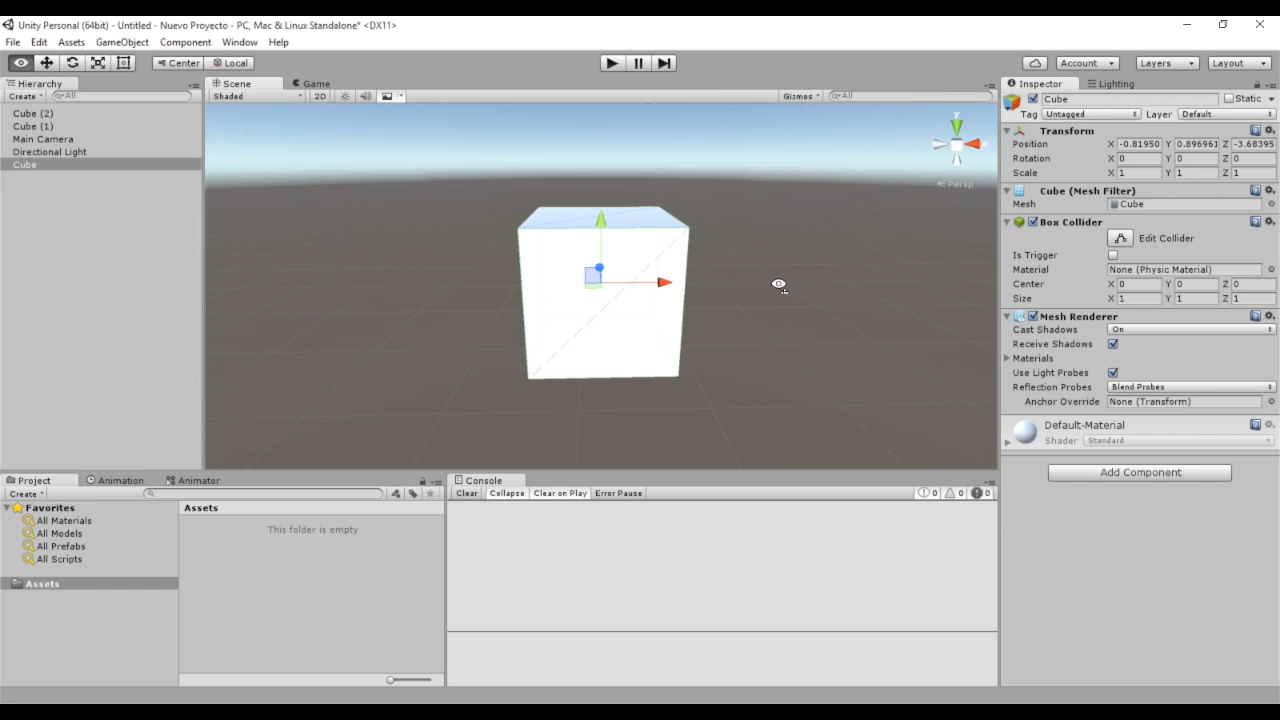 Unity Personal (64bit) - Untitled - Nuevo Proyecto - PC, Mac & Linux Standalone* <DX11>
File Edit Assets GameObject Component Window Help
Center Local Account Layers Layout
Hierarchy
Create All
Cube (2)
Cube (1)
Main Camera
Directional Light
Cube
Scene Game
Shaded 2D Gizmos All
y
Persp
Inspector Lighting
Cube Static
Tag Untagged Layer Default
Transform
Position X -0.81950 Y 0.896961 Z -3.68395
Rotation X 0 Y 0 Z 0
Scale X 1 Y 1 Z 1
Cube (Mesh Filter)
Mesh Cube
Box Collider
Edit Collider
Is Trigger
Material None (Physic Material)
Center X 0 Y 0 Z 0
Size X 1 Y 1 Z 1
Mesh Renderer
Cast Shadows On
Receive Shadows
Materials
Use Light Probes
Reflection Probes Blend Probes
Anchor Override None (Transform)
Default-Material
Shader Standard
Add Component
Project Animation Animator
Create
Favorites
All Materials
All Models
All Prefabs
All Scripts
Assets
Assets
This folder is empty
Console
Clear Collapse Clear on Play Error Pause 0 0 0